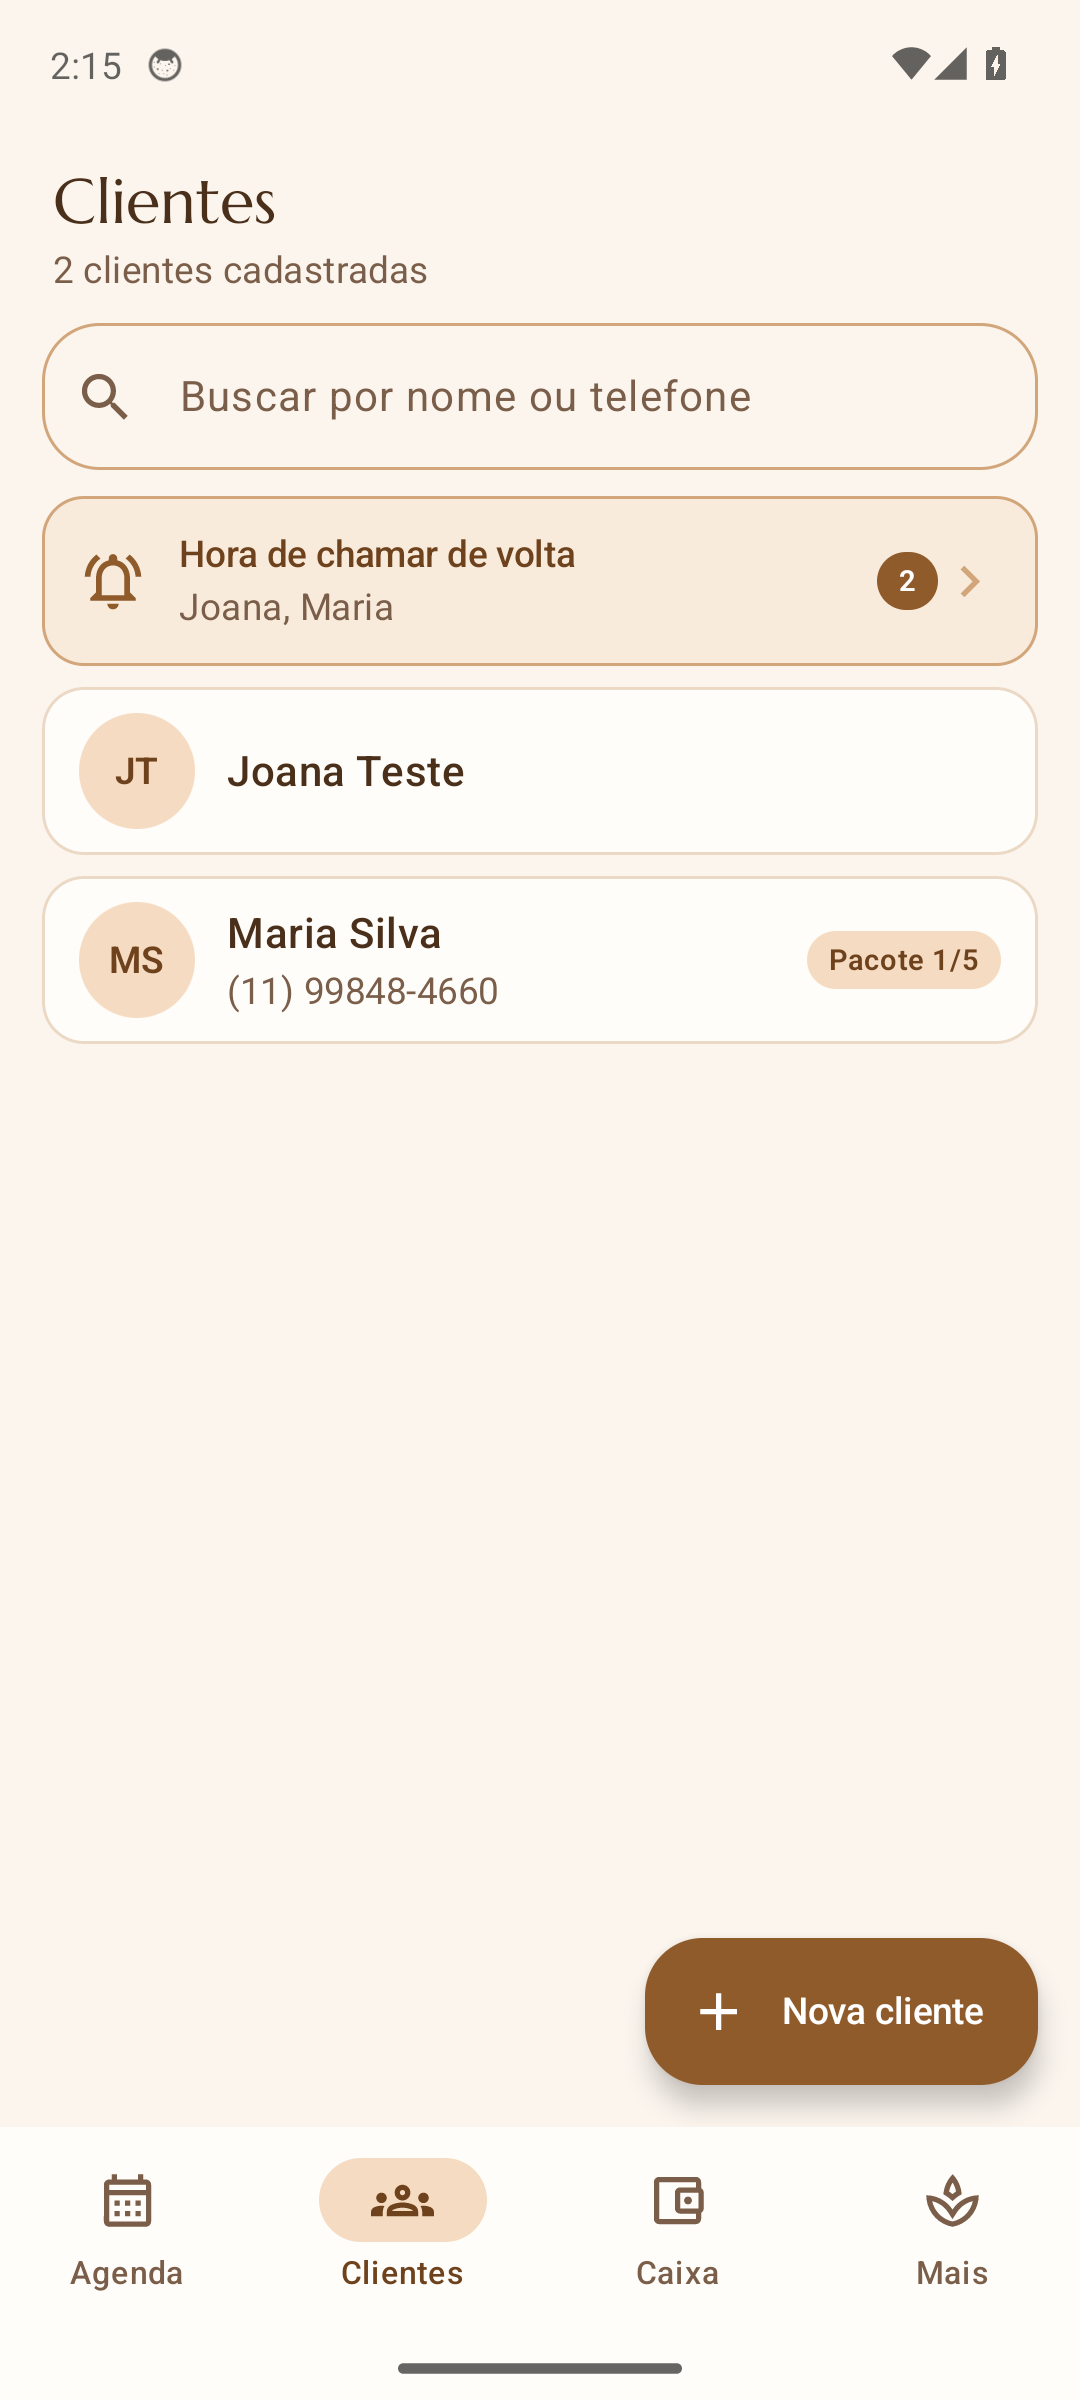 2:15
Clientes
2 clientes cadastradas
Buscar por nome ou telefone
Hora de chamar de volta
Joana, Maria
2
JT
Joana Teste
MS
Maria Silva
(11) 99848-4660
Pacote 1/5
Nova cliente
Agenda
Clientes
Caixa
Mais